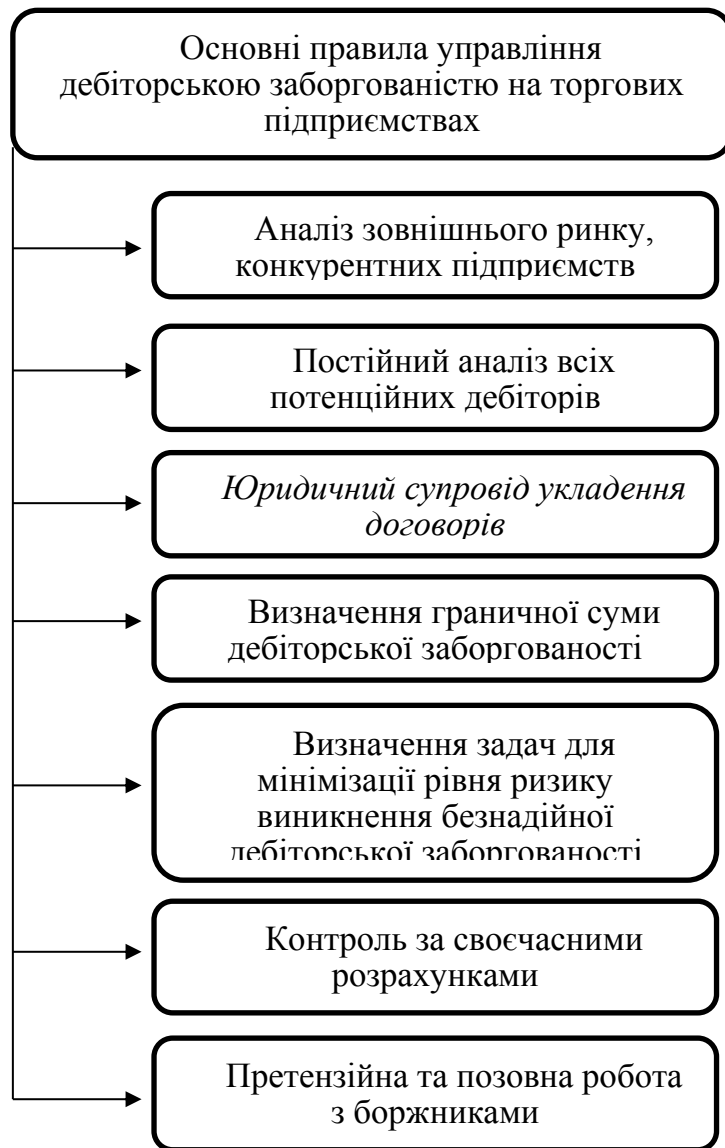 Основні правила управління
дебіторською заборгованістю на торгових
підприємствах
Аналіз зовнішнього ринку,
конкурентних підприємств
Постійний аналіз всіх
потенційних дебіторів
Юридичний супровід укладення
договорів
Визначення граничної суми
дебіторської заборгованості
Визначення задач для
мінімізації рівня ризику
виникнення безнадійної
дебіторської заборгованості
Контроль за своєчасними
розрахунками
Претензійна та позовна робота
з боржниками